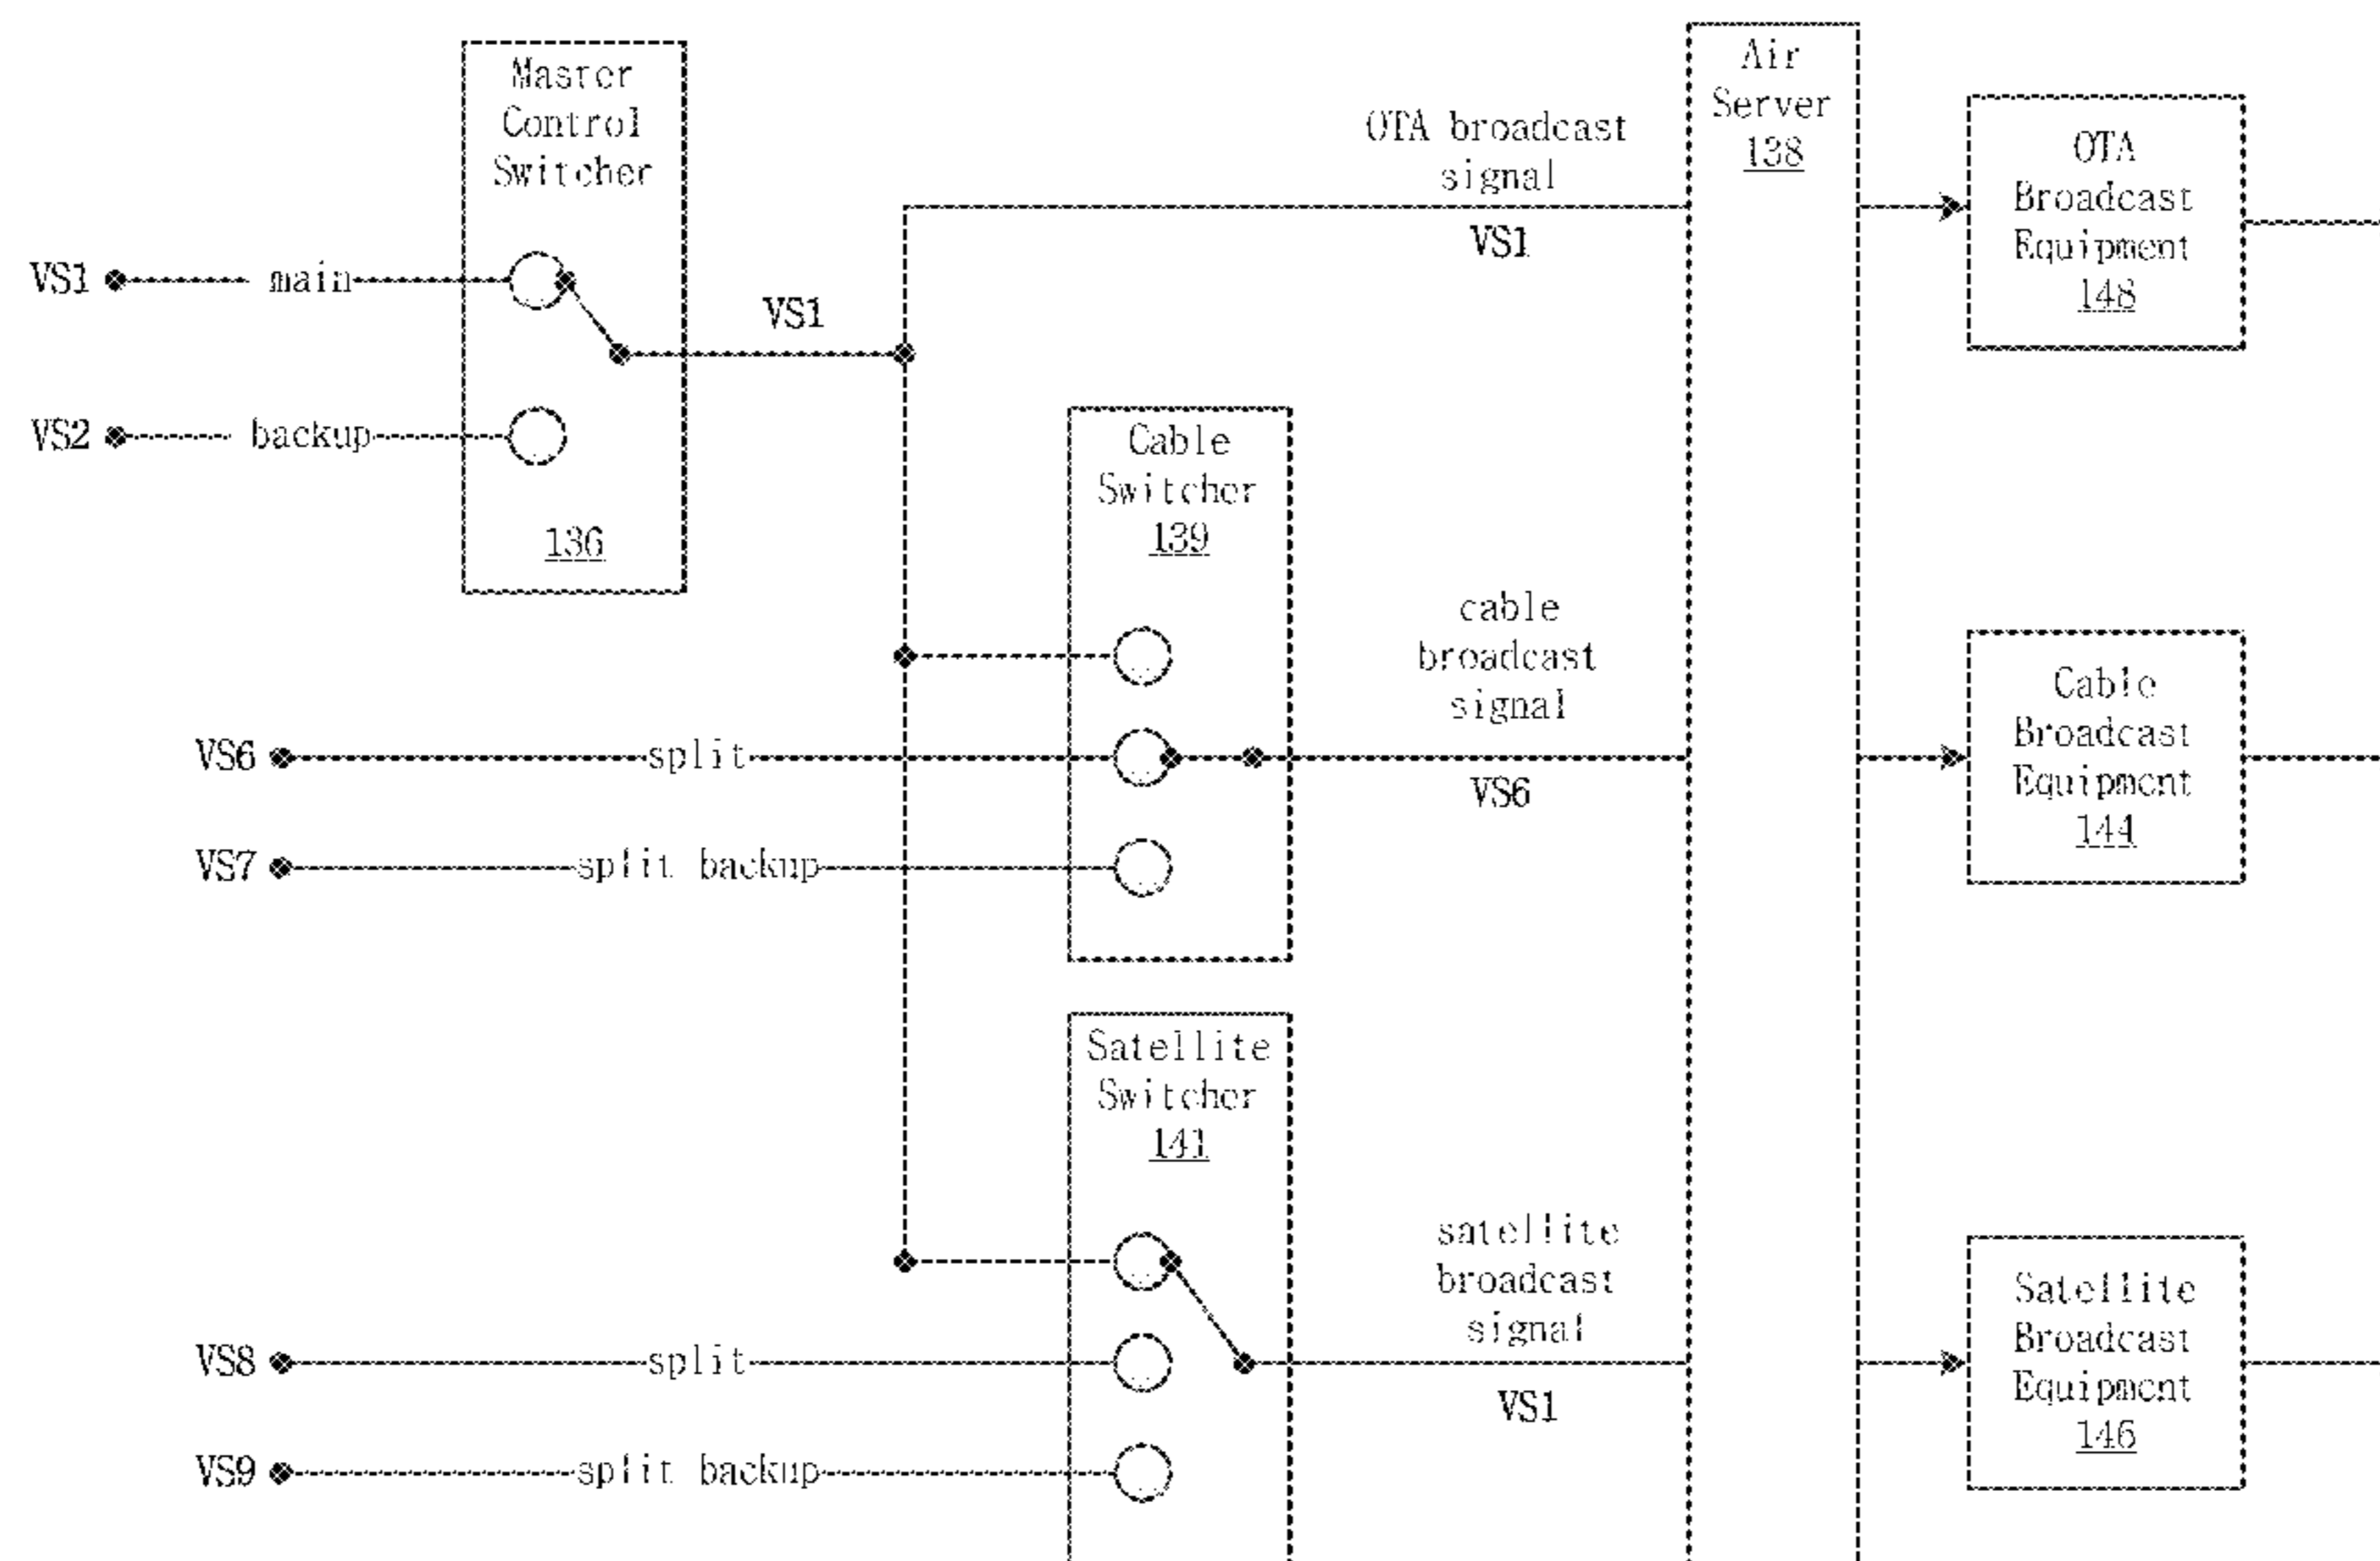 Master
Control
Switcher
136
VS1
main
VS2
backup
VS1
OTA broadcast
signal
VS1
Air
Server
138
OTA
Broadcast
Equipment
148
Cable
Switcher
139
VS6
split
VS7
split backup
cable
broadcast
signal
VS6
Cable
Broadcast
Equipment
144
Satellite
Switcher
141
VS8
split
VS9
split backup
satellite
broadcast
signal
VS1
Satellite
Broadcast
Equipment
146